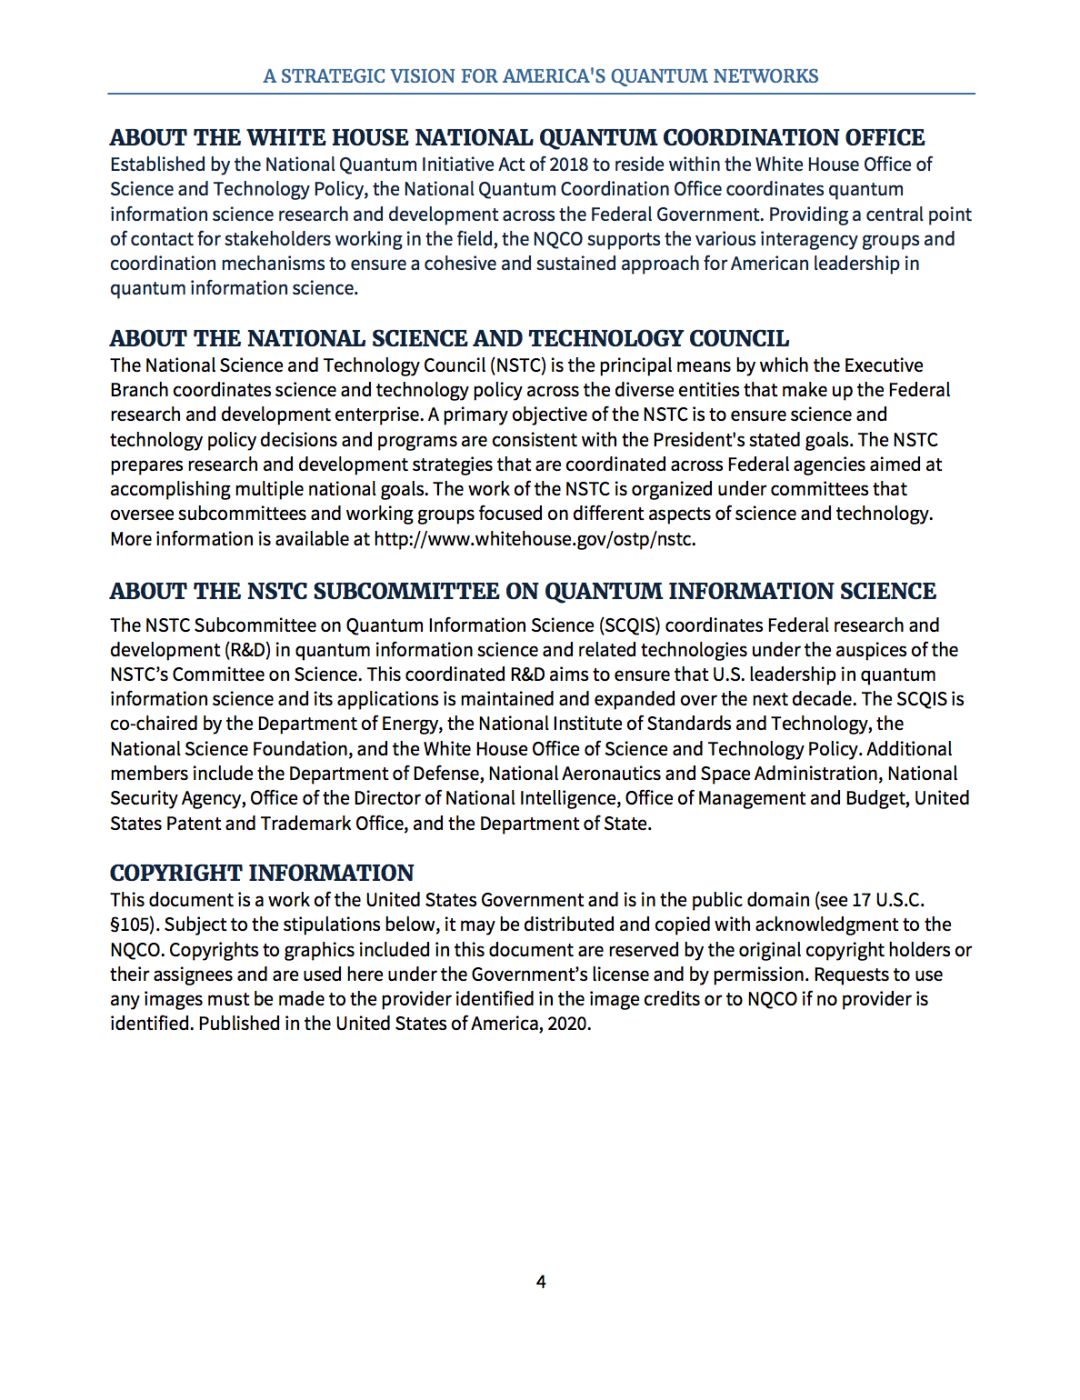 A STRATEGIC VISION FOR AMERICA'S QUANTUM NETWORKS
ABOUT THE WHITE HOUSE NATIONAL QUANTUM COORDINATION OFFICE
Established by the National Quantum Initiative Act of 2018 to reside within the White House Office of
Science and Technology Policy, the National Quantum Coordination Office coordinates quantum
information science research and development across the Federal Government. Providing a central point
of contact for stakeholders working in the field, the NQCO supports the various interagency groups and
coordination mechanisms to ensure a cohesive and sustained approach for American leadership in
quantum information science.
ABOUT THE NATIONAL SCIENCE AND TECHNOLOGY COUNCIL
The National Science and Technology Council (NSTC) is the principal means by which the Executive
Branch coordinates science and technology policy across the diverse entities that make up the Federal
research and development enterprise. A primary objective of the NSTC is to ensure science and
technology policy decisions and programs are consistent with the President's stated goals. The NSTC
prepares research and development strategies that are coordinated across Federal agencies aimed at
accomplishing multiple national goals. The work of the NSTC is organized under committees that
oversee subcommittees and working groups focused on different aspects of science and technology.
More information is available at http://www.whitehouse.gov/ostp/nstc.
ABOUT THE NSTC SUBCOMMITTEE ON QUANTUM INFORMATION SCIENCE
The NSTC Subcommittee on Quantum Information Science (SCQIS) coordinates Federal research and
development (R&D) in quantum information science and related technologies under the auspices of the
NSTC’s Committee on Science. This coordinated R&D aims to ensure that U.S. leadership in quantum
information science and its applications is maintained and expanded over the next decade. The SCQIS is
co-chaired by the Department of Energy, the National Institute of Standards and Technology, the
National Science Foundation, and the White House Office of Science and Technology Policy. Additional
members include the Department of Defense, National Aeronautics and Space Administration, National
Security Agency, Office of the Director of National Intelligence, Office of Management and Budget, United
States Patent and Trademark Office, and the Department of State.
COPYRIGHT INFORMATION
This document is a work of the United States Government and is in the public domain (see 17 U.S.C.
§105). Subject to the stipulations below, it may be distributed and copied with acknowledgment to the
NQCO. Copyrights to graphics included in this document are reserved by the original copyright holders or
their assignees and are used here under the Government’s license and by permission. Requests to use
any images must be made to the provider identified in the image credits or to NQCO if no provider is
identified. Published in the United States of America, 2020.
4